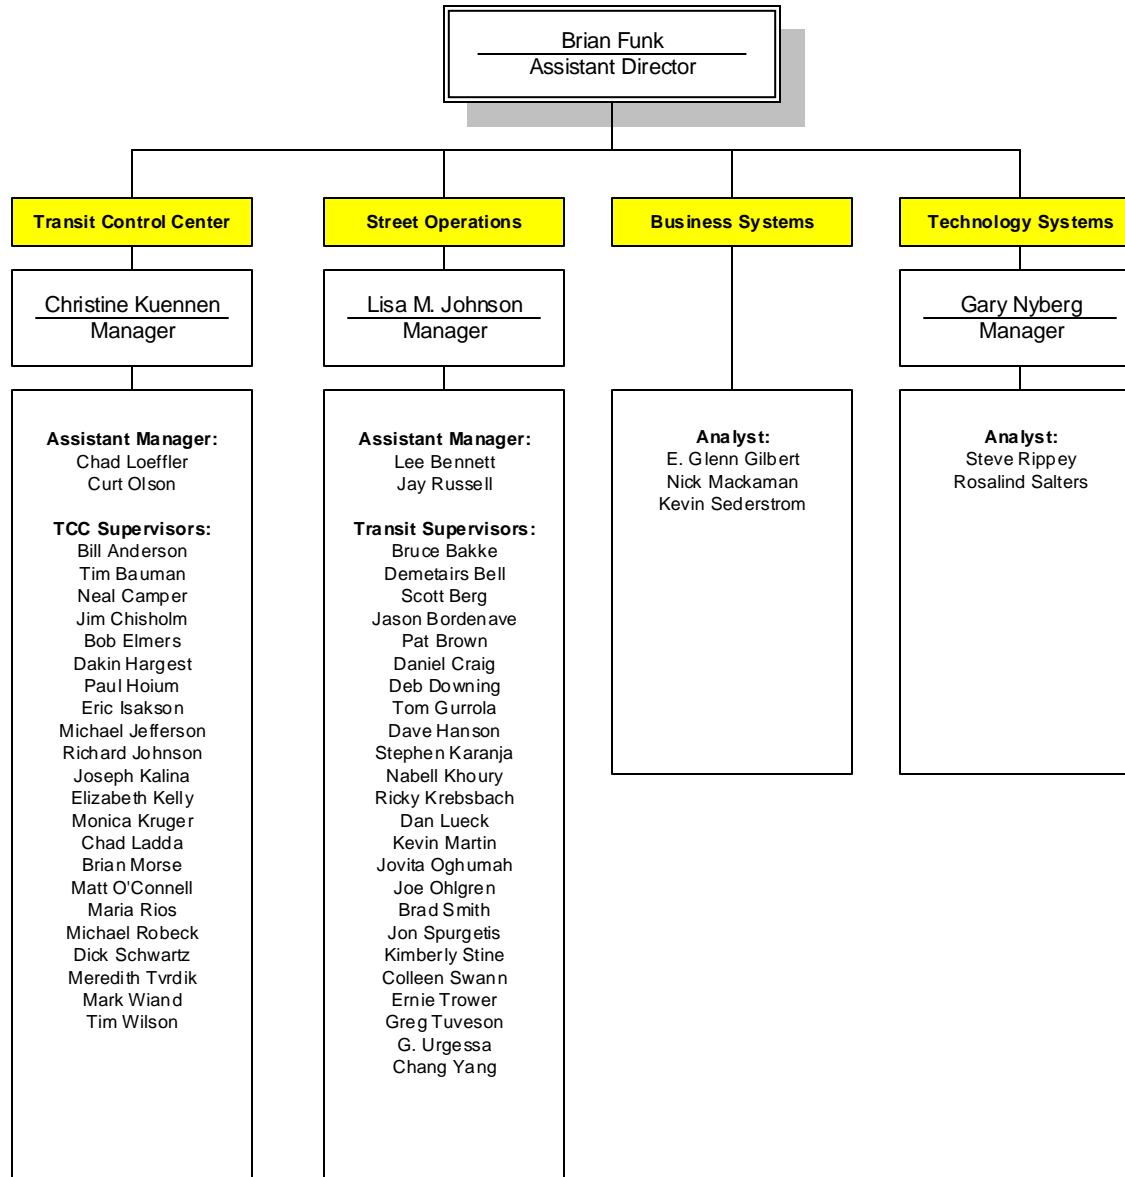 Brian Funk
Assistant Director
Transit Control Center
Christine Kuennen
Manager
Assistant Manager:
Chad Loeffler
Curt Olson
TCC Supervisors:
Bill Anderson
Tim Bauman
Neal Camper
Jim Chisholm
Bob Elmers
Dakin Hargest
Paul Hoium
Eric Isakson
Michael Jefferson
Richard Johnson
Joseph Kalina
Elizabeth Kelly
Monica Kruger
Chad Ladda
Brian Morse
Matt O'Connell
Maria Rios
Michael Robeck
Dick Schwartz
Meredith Tvrdik
Mark Wiand
Tim Wilson
Street Operations
Lisa M. Johnson
Manager
Assistant Manager:
Lee Bennett
Jay Russell
Transit Supervisors:
Bruce Bakke
Demetairs Bell
Scott Berg
Jason Bordenave
Pat Brown
Daniel Craig
Deb Downing
Tom Gurrola
Dave Hanson
Stephen Karanja
Nabell Khoury
Ricky Krebsbach
Dan Lueck
Kevin Martin
Jovita Oghumah
Joe Ohlgren
Brad Smith
Jon Spurgetis
Kimberly Stine
Colleen Swann
Ernie Trower
Greg Tuveson
G. Urgessa
Chang Yang
Business Systems
Analyst:
E. Glenn Gilbert
Nick Mackaman
Kevin Sederstrom
Technology Systems
Gary Nyberg
Manager
Analyst:
Steve Rippey
Rosalind Salters